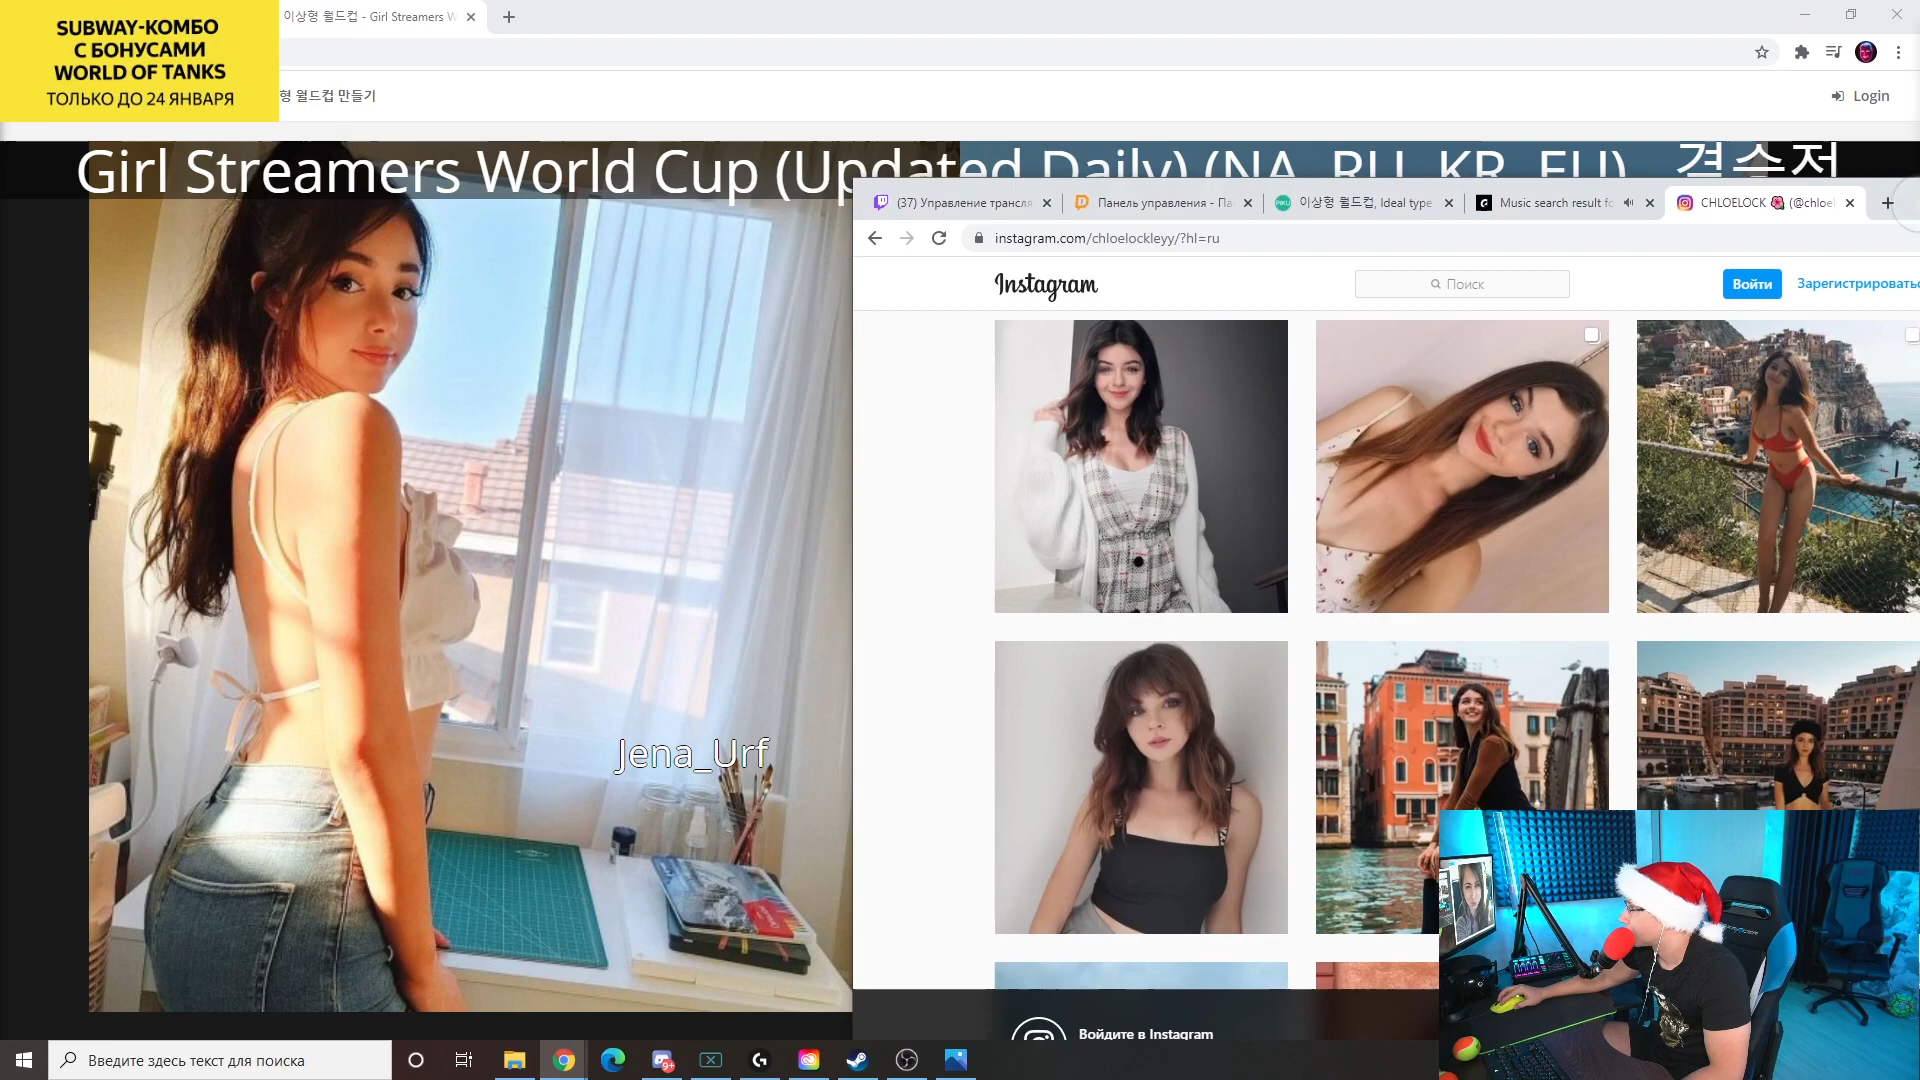 SUBWAY-КОМБО
С БОНУСАМИ
WORLD OF TANKS
ТОЛЬКО ДО 24 ЯНВАРЯ
이상형 월드컵 - Girl Streamers W
형 월드컵 만들기
Login
Girl Streamers World Cup (Updated Daily) (NA, RU, KR, EU)
결승전
(37) Управление трансля
Панель управления - Па
이상형 월드컵, Ideal type
Music search result fo
CHLOELOCK (@chloel
instagram.com/chloelockleyy/?hl=ru
Instagram
Поиск
Войти
Зарегистрироватьс
Jena_Urf
Войдите в Instagram
Введите здесь текст для поиска
9+